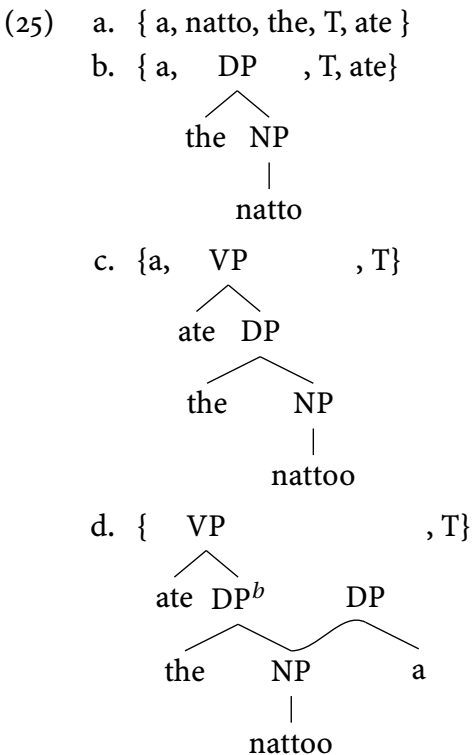 (25) a. { a, natto, the, T, ate }
b. { a, DP , T, ate}
the NP
natto
c. {a, VP , T}
ate DP
the NP
nattoo
d. { VP , T}
ate DPᵇ DP
the NP a
nattoo